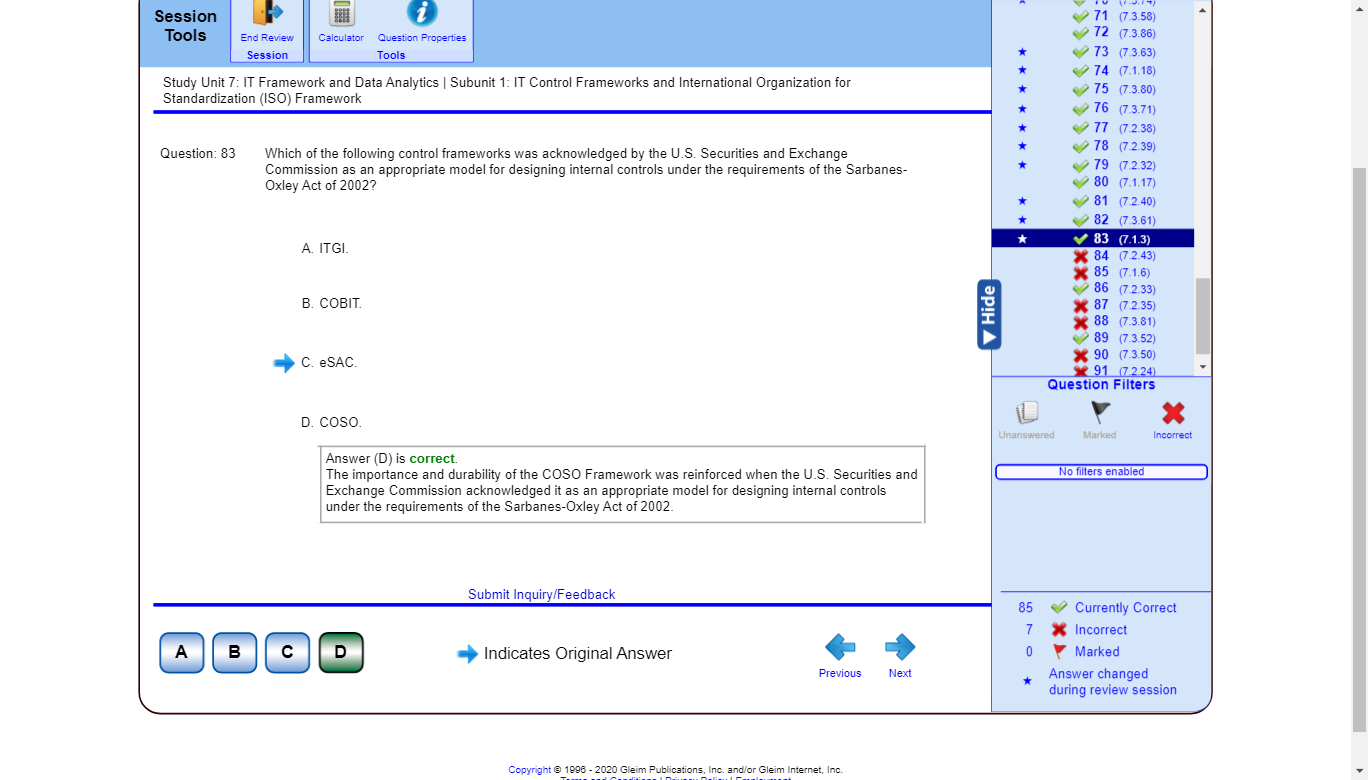 Session
Tools
End Review
Session
Calculator
Question Properties
Tools
Study Unit 7: IT Framework and Data Analytics | Subunit 1: IT Control Frameworks and International Organization for
Standardization (ISO) Framework
Question: 83
Which of the following control frameworks was acknowledged by the U.S. Securities and Exchange
Commission as an appropriate model for designing internal controls under the requirements of the Sarbanes-
Oxley Act of 2002?
A. ITGI.
B. COBIT.
C. eSAC.
D. COSO.
Answer (D) is correct.
The importance and durability of the COSO Framework was reinforced when the U.S. Securities and
Exchange Commission acknowledged it as an appropriate model for designing internal controls
under the requirements of the Sarbanes-Oxley Act of 2002.
Submit Inquiry/Feedback
A
B
C
D
Indicates Original Answer
Previous
Next
70 (7.3.74)
71 (7.3.58)
72 (7.3.86)
73 (7.3.63)
74 (7.1.18)
75 (7.3.80)
76 (7.3.71)
77 (7.2.38)
78 (7.2.39)
79 (7.2.32)
80 (7.1.17)
81 (7.2.40)
82 (7.3.61)
83 (7.1.3)
84 (7.2.43)
85 (7.1.6)
86 (7.2.33)
87 (7.2.35)
88 (7.3.81)
89 (7.3.52)
90 (7.3.50)
91 (7.2.24)
Hide
Question Filters
Unanswered
Marked
Incorrect
No filters enabled
85 Currently Correct
7 Incorrect
0 Marked
Answer changed
during review session
Copyright © 1996 - 2020 Gleim Publications, Inc. and/or Gleim Internet, Inc.
Terms and Conditions | Privacy Policy | Employment